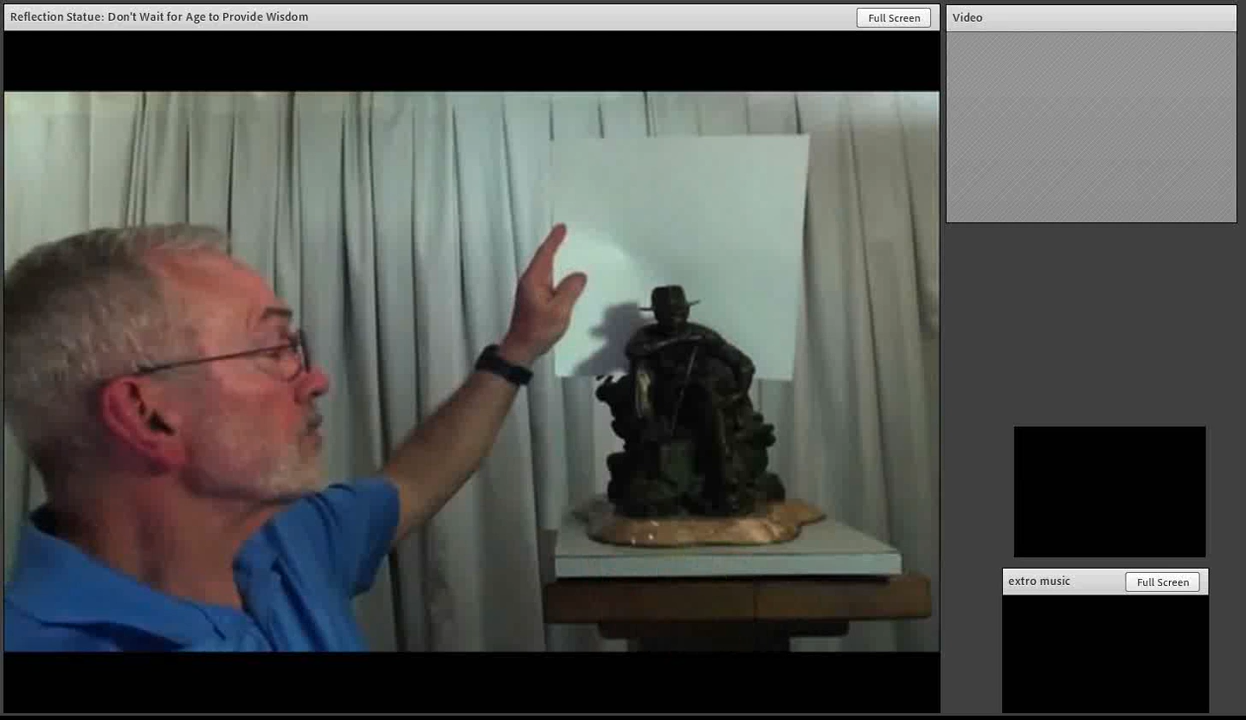 Reflection Statue: Don't Wait for Age to Provide Wisdom
Full Screen
Video
extro music
Full Screen